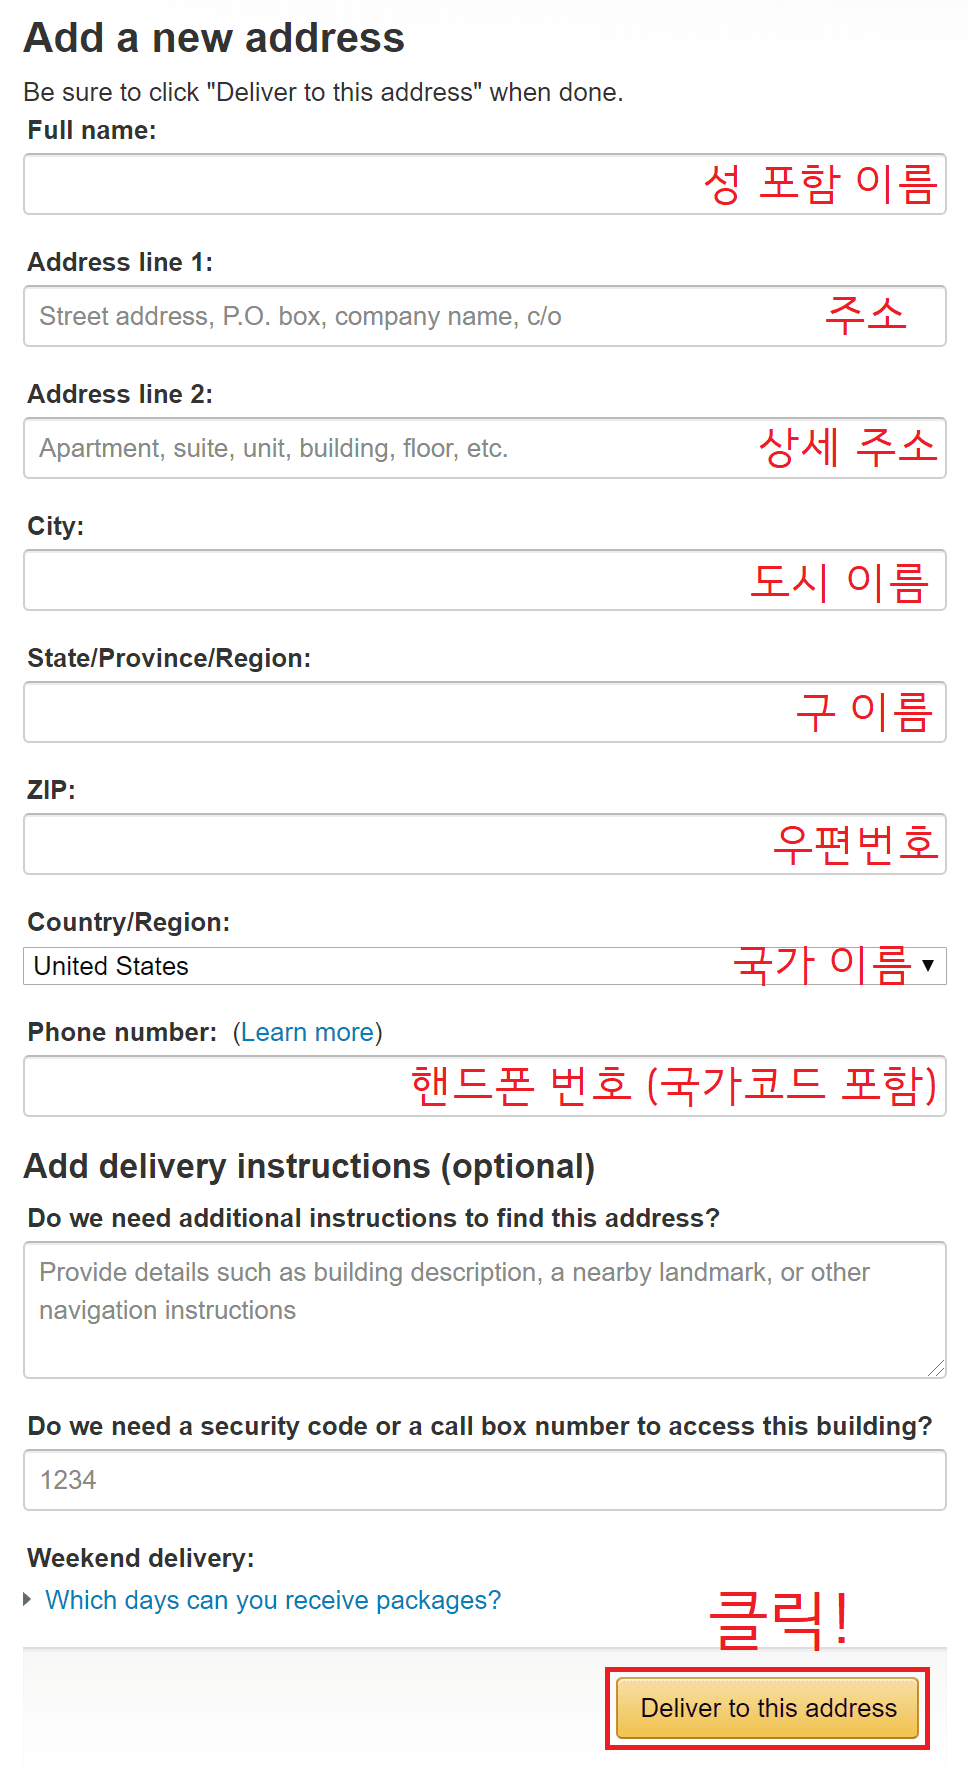 Add a new address
Be sure to click "Deliver to this address" when done.
Full name:
성 포함 이름
Address line 1:
Street address, P.O. box, company name, c/o 주소
Address line 2:
Apartment, suite, unit, building, floor, etc. 상세 주소
City:
도시 이름
State/Province/Region:
구 이름
ZIP:
우편번호
Country/Region:
United States 국가 이름
Phone number: (Learn more)
핸드폰 번호 (국가코드 포함)
Add delivery instructions (optional)
Do we need additional instructions to find this address?
Provide details such as building description, a nearby landmark, or other
navigation instructions
Do we need a security code or a call box number to access this building?
1234
Weekend delivery:
Which days can you receive packages?
클릭!
Deliver to this address